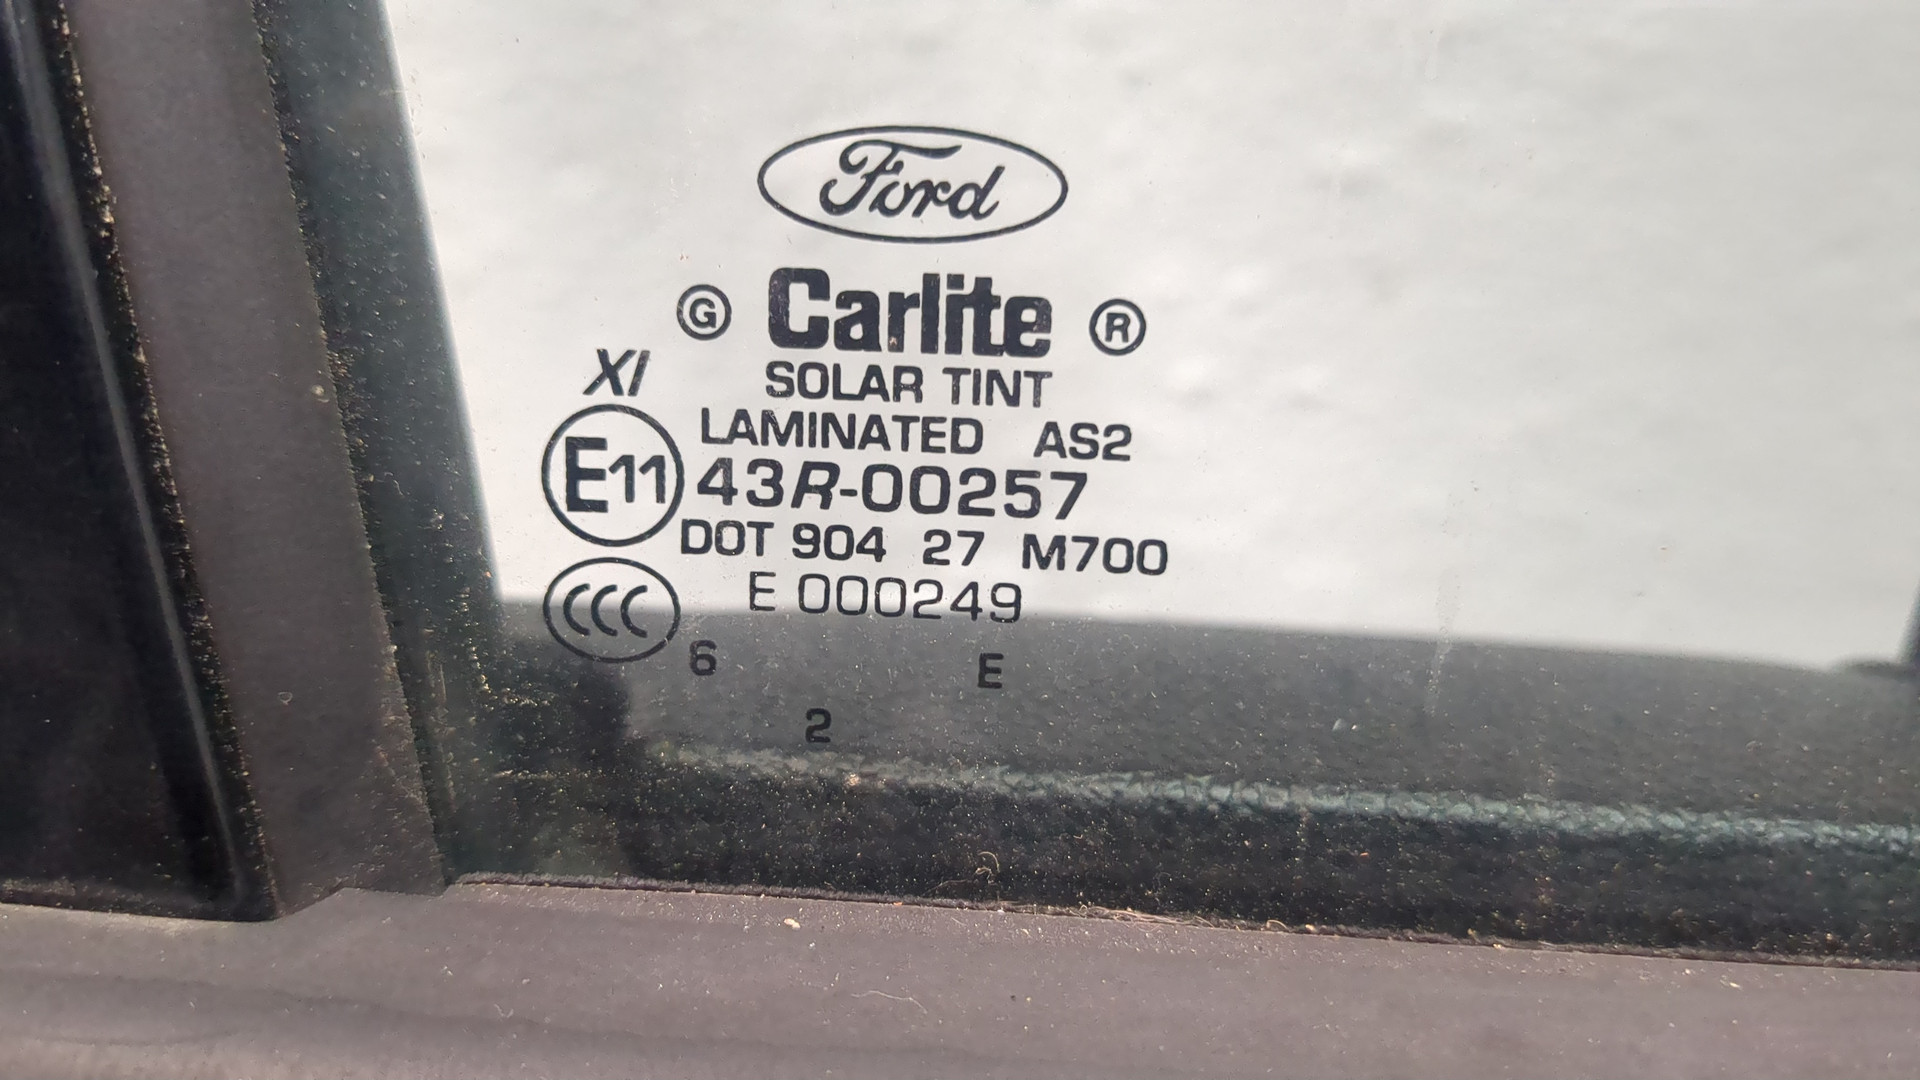 Ford
G Carlite R
SOLAR TINT
XI
LAMINATED AS2
E11 43R-00257
DOT 904 27 M700
CCC E 000249
6 E
2